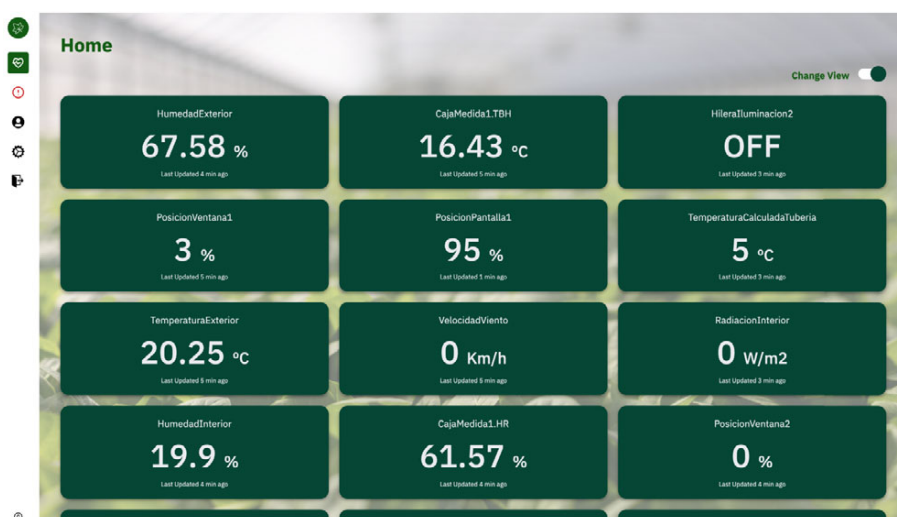 Home
Change View
HumedadExterior
67.58 %
Last Updated 4 min ago
CajaMedida1.TBH
16.43 ºC
Last Updated 5 min ago
HileraIluminacion2
OFF
Last Updated 3 min ago
PosicionVentana1
3 %
Last Updated 5 min ago
PosicionPantalla1
95 %
Last Updated 1 min ago
TemperaturaCalculadaTuberia
5 ºC
Last Updated 3 min ago
TemperaturaExterior
20.25 ºC
Last Updated 5 min ago
VelocidadViento
0 Km/h
Last Updated 5 min ago
RadiacionInterior
0 W/m2
Last Updated 3 min ago
HumedadInterior
19.9 %
Last Updated 4 min ago
CajaMedida1.HR
61.57 %
Last Updated 4 min ago
PosicionVentana2
0 %
Last Updated 4 min ago